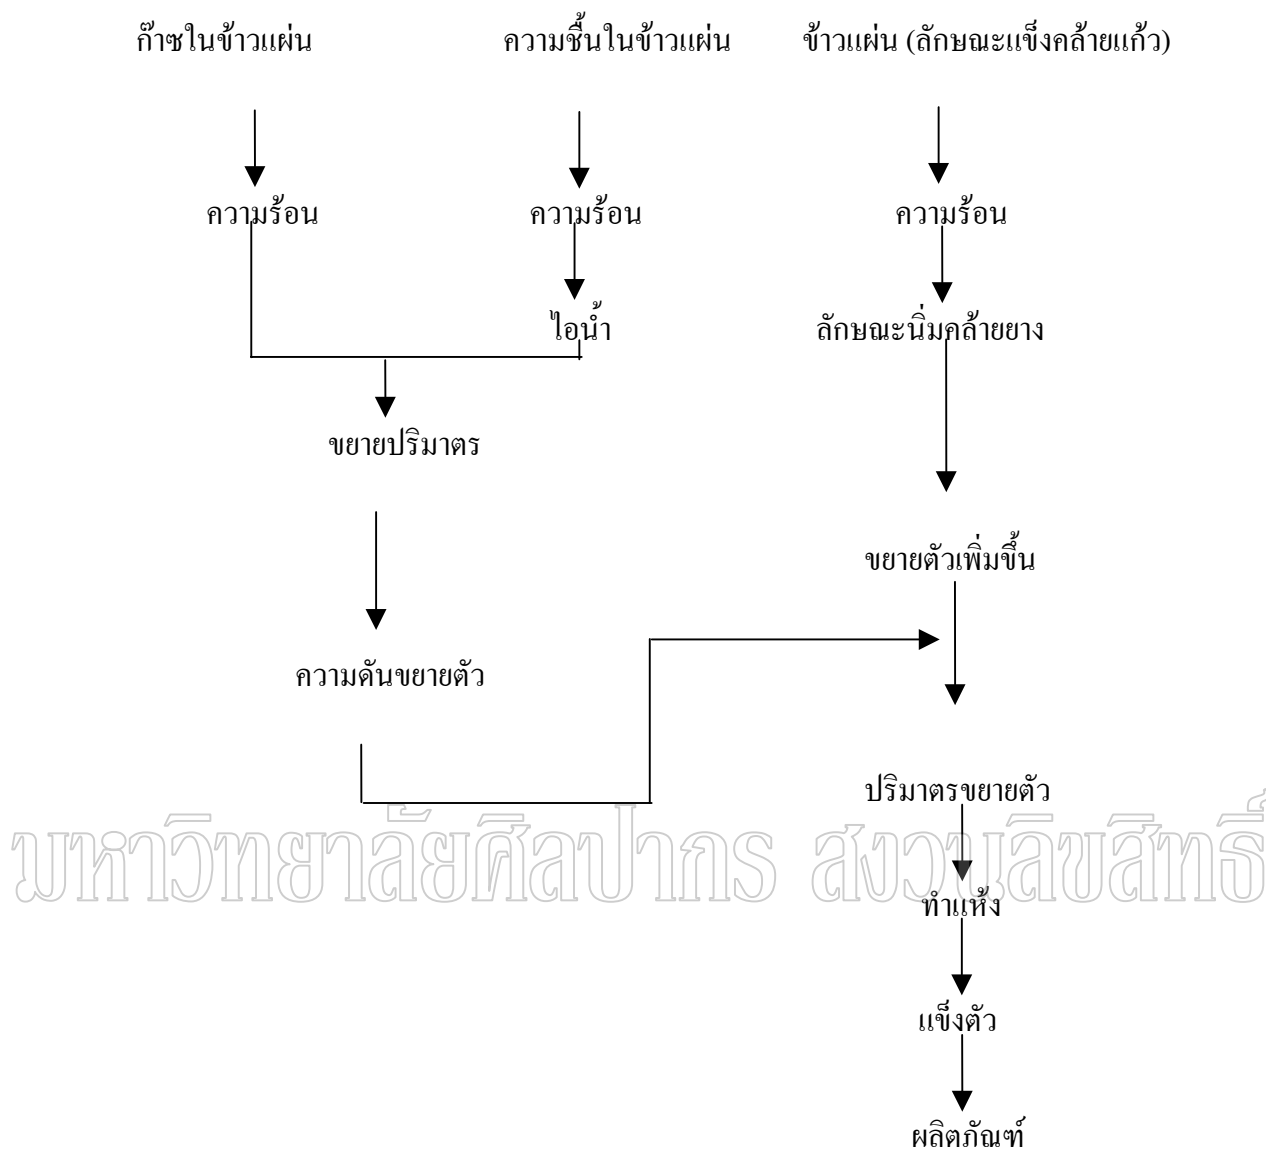 ก๊าซในข้าวแผ่น ความชื้นในข้าวแผ่น ข้าวแผ่น (ลักษณะแข็งคล้ายแก้ว)
ความร้อน ความร้อน ความร้อน
ไอน้ำ ลักษณะนิ่มคล้ายยาง
ขยายปริมาตร
ขยายตัวเพิ่มขึ้น
ความดันขยายตัว
ปริมาตรขยายตัว
มหาวิทยาลัยศิลปากร สงวนลิขสิทธิ์
ทำแห้ง
แข็งตัว
ผลิตภัณฑ์